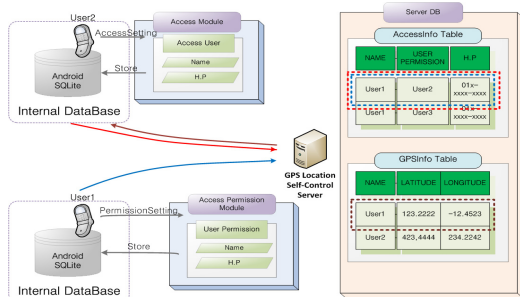 User2
AccessSetting
Store
Android
SQLite
Internal DataBase
Access Module
Access User
Name
H.P
User1
PermissionSetting
Store
Android
SQLite
Internal DataBase
Access Permission
Module
User Permission
Name
H.P
GPS Location
Self-Control
Server
Server DB
AccessInfo Table
NAME USER PERMISSION H.P
User1 User2 01x-xxxx-xxxx
User1 User3 01x-xxxx-xxxx
GPSInfo Table
NAME LATITUDE LONGITUDE
User1 123.2222 -12.4523
User2 423,4444 234.2242